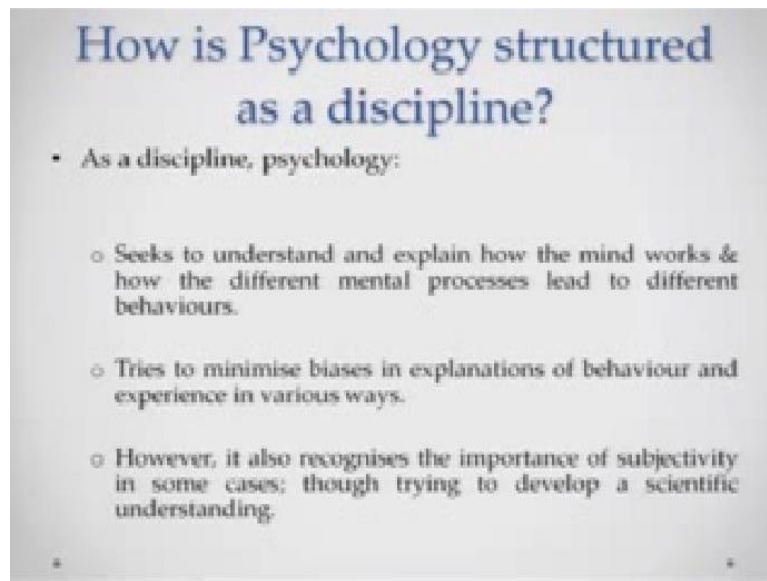 How is Psychology structured
as a discipline?
• As a discipline, psychology:
o Seeks to understand and explain how the mind works &
how the different mental processes lead to different
behaviours.
o Tries to minimise biases in explanations of behaviour and
experience in various ways.
o However, it also recognises the importance of subjectivity
in some cases; though trying to develop a scientific
understanding.